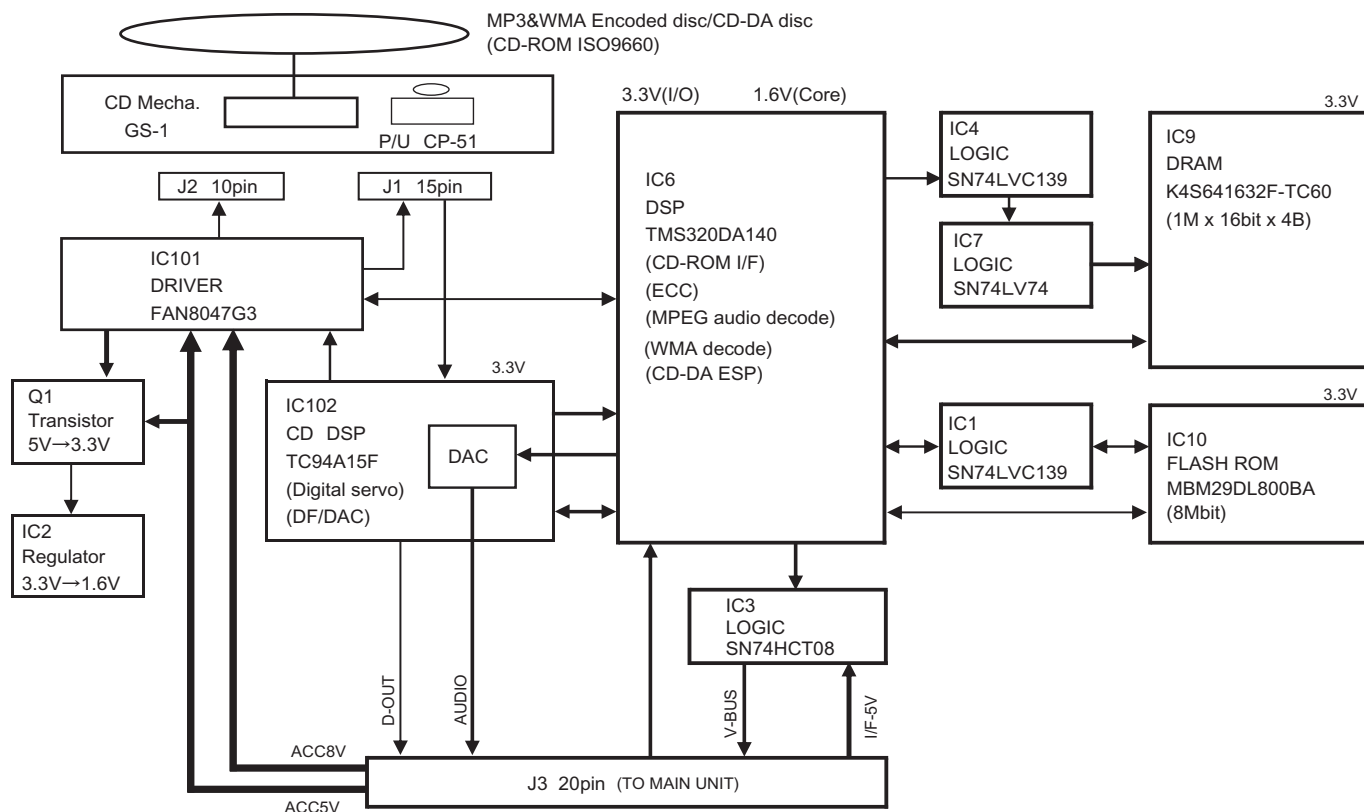 MP3&WMA Encoded disc/CD-DA disc
(CD-ROM ISO9660)
CD Mecha.
GS-1
P/U CP-51
3.3V(I/O) 1.6V(Core)
J2 10pin
J1 15pin
IC101
DRIVER
FAN8047G3
Q1
Transistor
5V→3.3V
IC2
Regulator
3.3V→1.6V
3.3V
IC102
CD DSP
TC94A15F
(Digital servo)
(DF/DAC)
DAC
IC6
DSP
TMS320DA140
(CD-ROM I/F)
(ECC)
(MPEG audio decode)
(WMA decode)
(CD-DA ESP)
IC4
LOGIC
SN74LVC139
IC7
LOGIC
SN74LV74
3.3V
IC9
DRAM
K4S641632F-TC60
(1M x 16bit x 4B)
IC1
LOGIC
SN74LVC139
3.3V
IC10
FLASH ROM
MBM29DL800BA
(8Mbit)
IC3
LOGIC
SN74HCT08
D-OUT
AUDIO
V-BUS
I/F-5V
ACC8V
ACC5V
J3 20pin (TO MAIN UNIT)